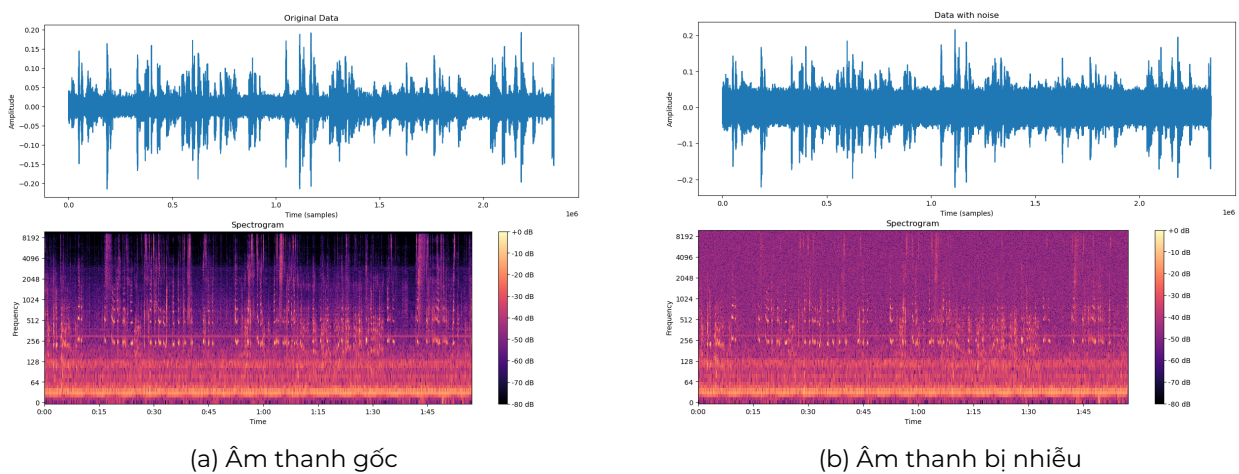 Original Data
0.20
0.15
0.10
0.05
0.00
−0.05
−0.10
−0.15
−0.20
Amplitude
0.0
0.5
1.0
1.5
2.0
Time (samples)
1e6
Spectrogram
8192
4096
2048
1024
512
256
128
64
0
Frequency
0:00
0:15
0:30
0:45
1:00
1:15
1:30
1:45
Time
+0 dB
-10 dB
-20 dB
-30 dB
-40 dB
-50 dB
-60 dB
-70 dB
-80 dB
(a) Âm thanh gốc
Data with noise
0.2
0.1
0.0
−0.1
−0.2
Amplitude
0.0
0.5
1.0
1.5
2.0
Time (samples)
1e6
Spectrogram
8192
4096
2048
1024
512
256
128
64
0
Frequency
0:00
0:15
0:30
0:45
1:00
1:15
1:30
1:45
Time
+0 dB
-10 dB
-20 dB
-30 dB
-40 dB
-50 dB
-60 dB
-70 dB
-80 dB
(b) Âm thanh bị nhiễu